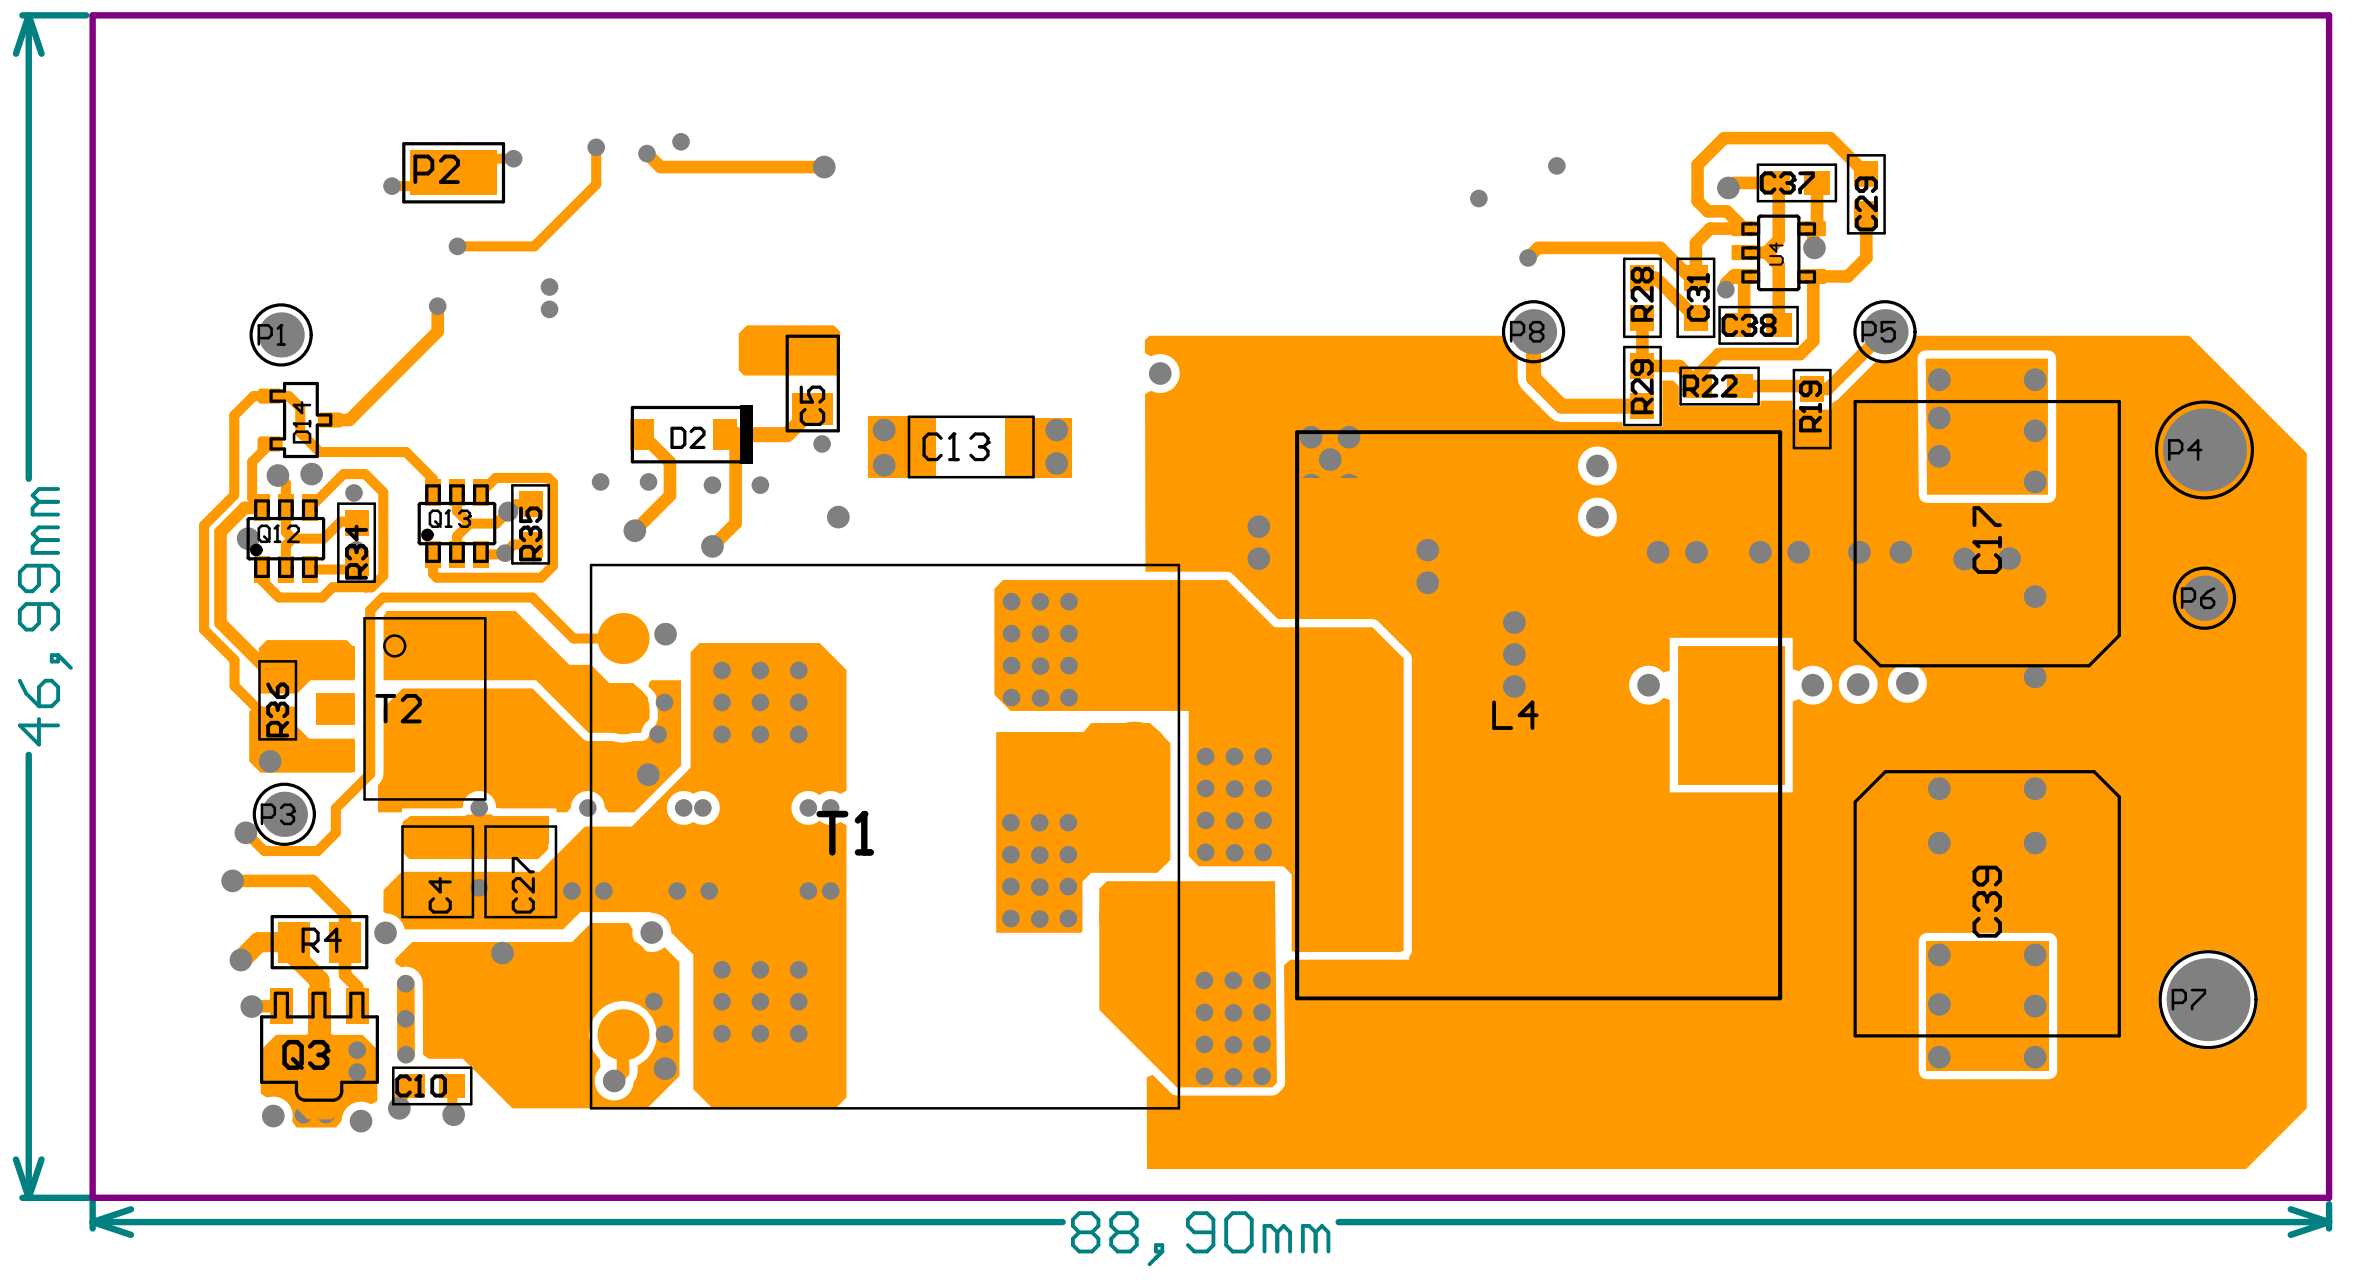 P2
C37
C29
U4
R28
C31
C38
P1
P8
P5
R29
R22
R19
D14
C5
D2
C13
P4
Q12
R34
Q13
R35
C17
P6
46,99mm
R36
T2
L4
P3
T1
C4
C27
C39
R4
P7
Q3
C10
88,90mm